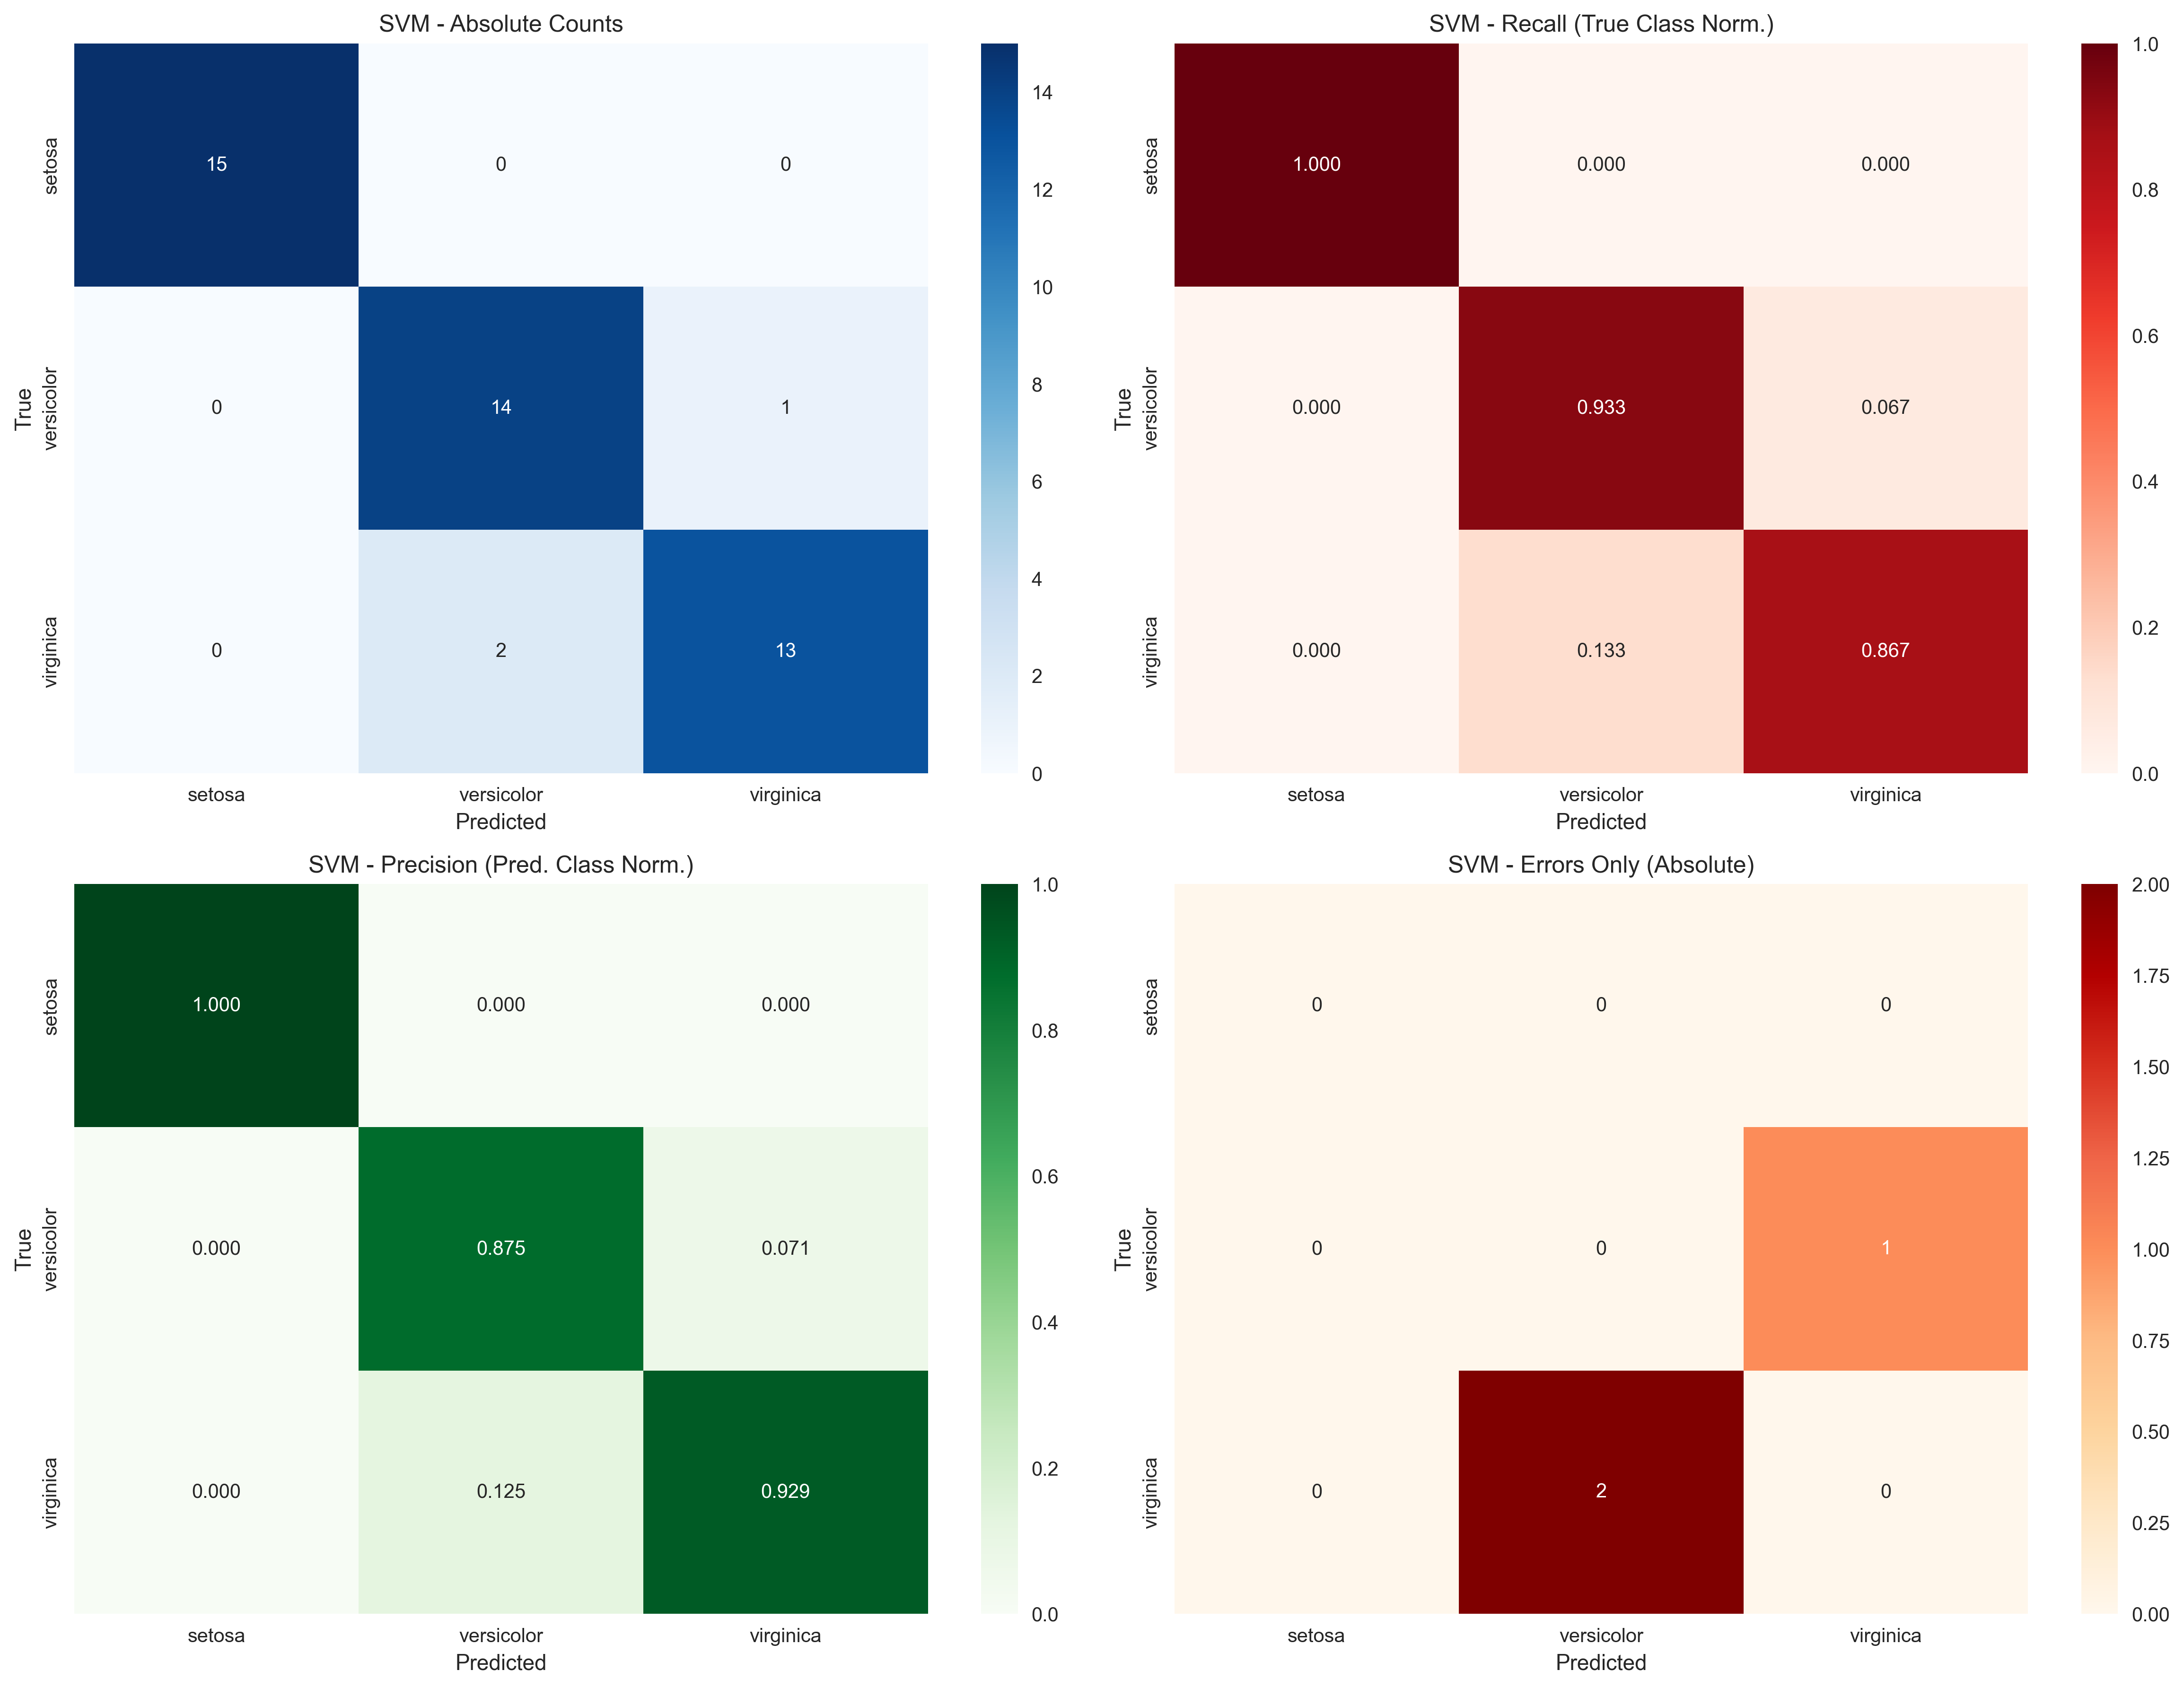 SVM - Absolute Counts
setosa
versicolor
virginica
True
15 0 0
0 14 1
0 2 13
setosa versicolor virginica
Predicted
14
12
10
8
6
4
2
0
SVM - Recall (True Class Norm.)
setosa
versicolor
virginica
True
1.000 0.000 0.000
0.000 0.933 0.067
0.000 0.133 0.867
setosa versicolor virginica
Predicted
1.0
0.8
0.6
0.4
0.2
0.0
SVM - Precision (Pred. Class Norm.)
setosa
versicolor
virginica
True
1.000 0.000 0.000
0.000 0.875 0.071
0.000 0.125 0.929
setosa versicolor virginica
Predicted
1.0
0.8
0.6
0.4
0.2
0.0
SVM - Errors Only (Absolute)
setosa
versicolor
virginica
True
0 0 0
0 0 1
0 2 0
setosa versicolor virginica
Predicted
2.00
1.75
1.50
1.25
1.00
0.75
0.50
0.25
0.00